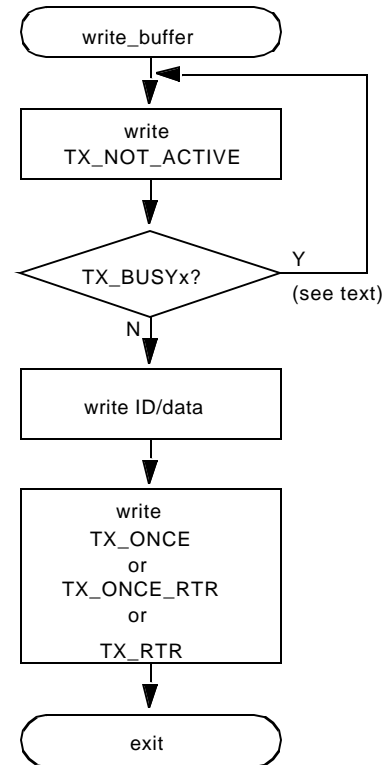 write_buffer
write
TX_NOT_ACTIVE
TX_BUSYx?
Y
(see text)
N
write ID/data
write
TX_ONCE
or
TX_ONCE_RTR
or
TX_RTR
exit